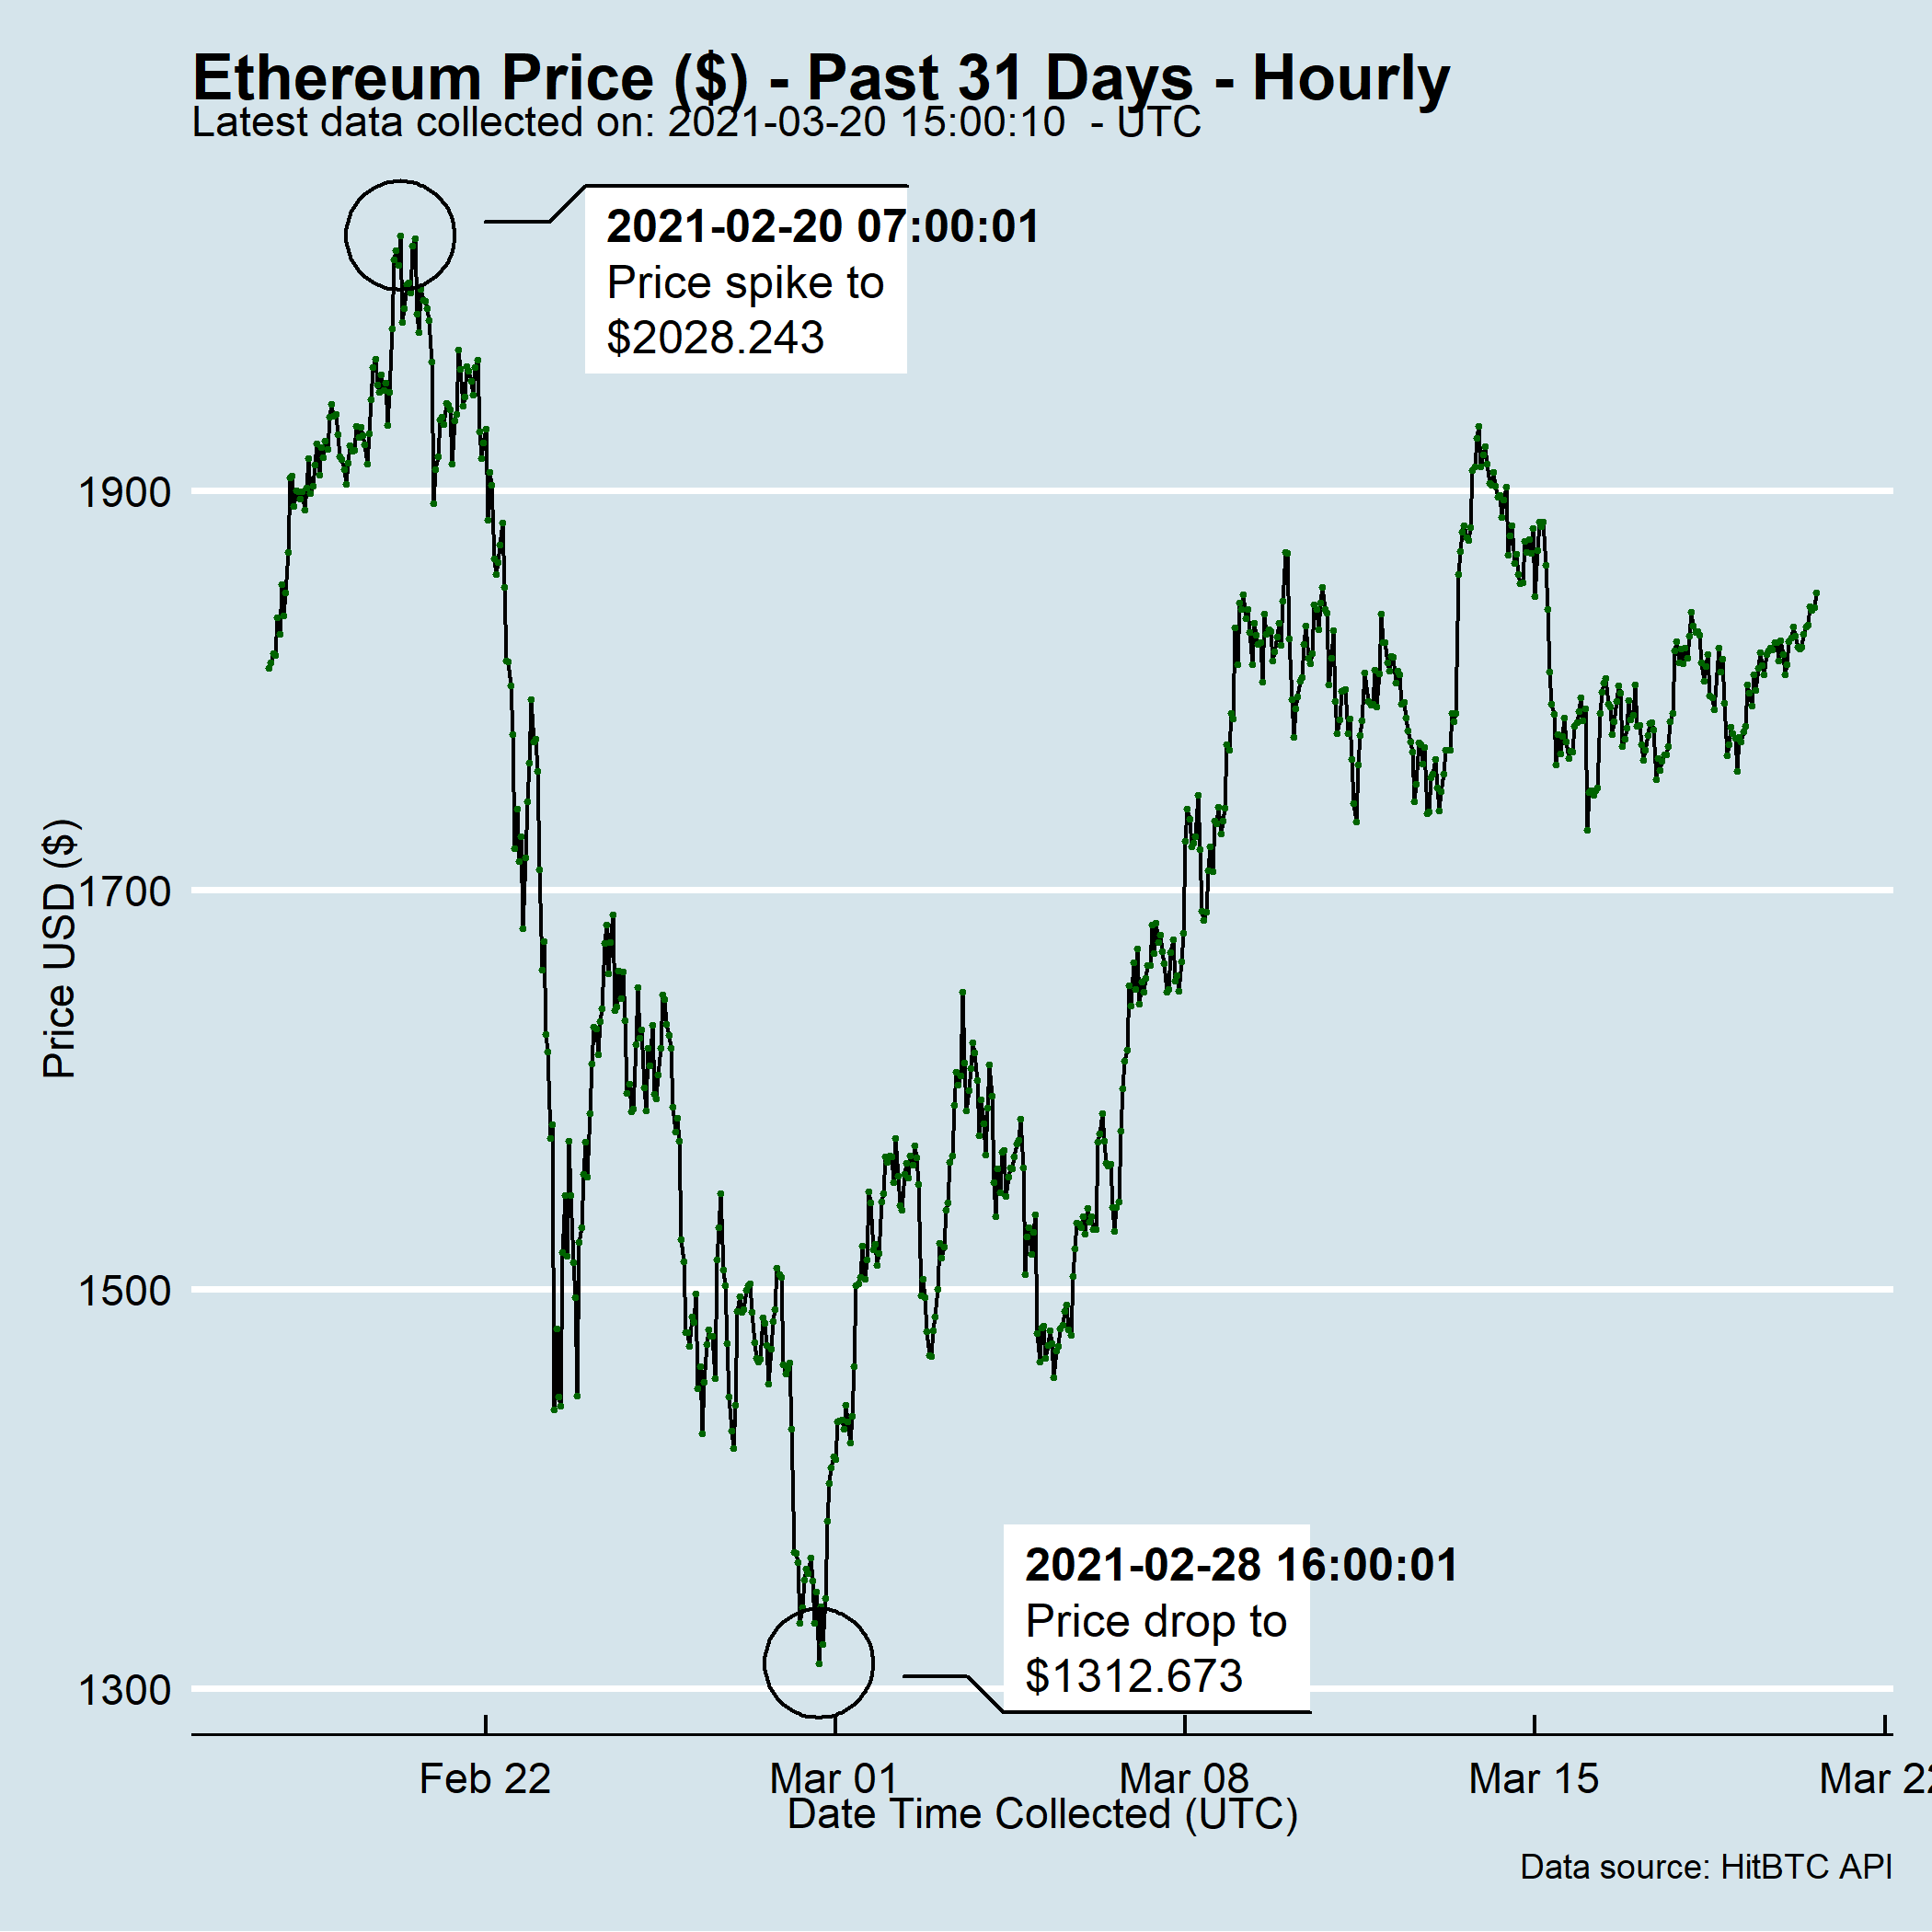 Ethereum Price ($) - Past 31 Days - Hourly
Latest data collected on: 2021-03-20 15:00:10  - UTC
2021-02-20 07:00:01
Price spike to
$2028.243
1900
Price USD ($)
1700
1500
2021-02-28 16:00:01
Price drop to
$1312.673
1300
Feb 22 Mar 01 Mar 08 Mar 15 Mar 22
Date Time Collected (UTC)
Data source: HitBTC API